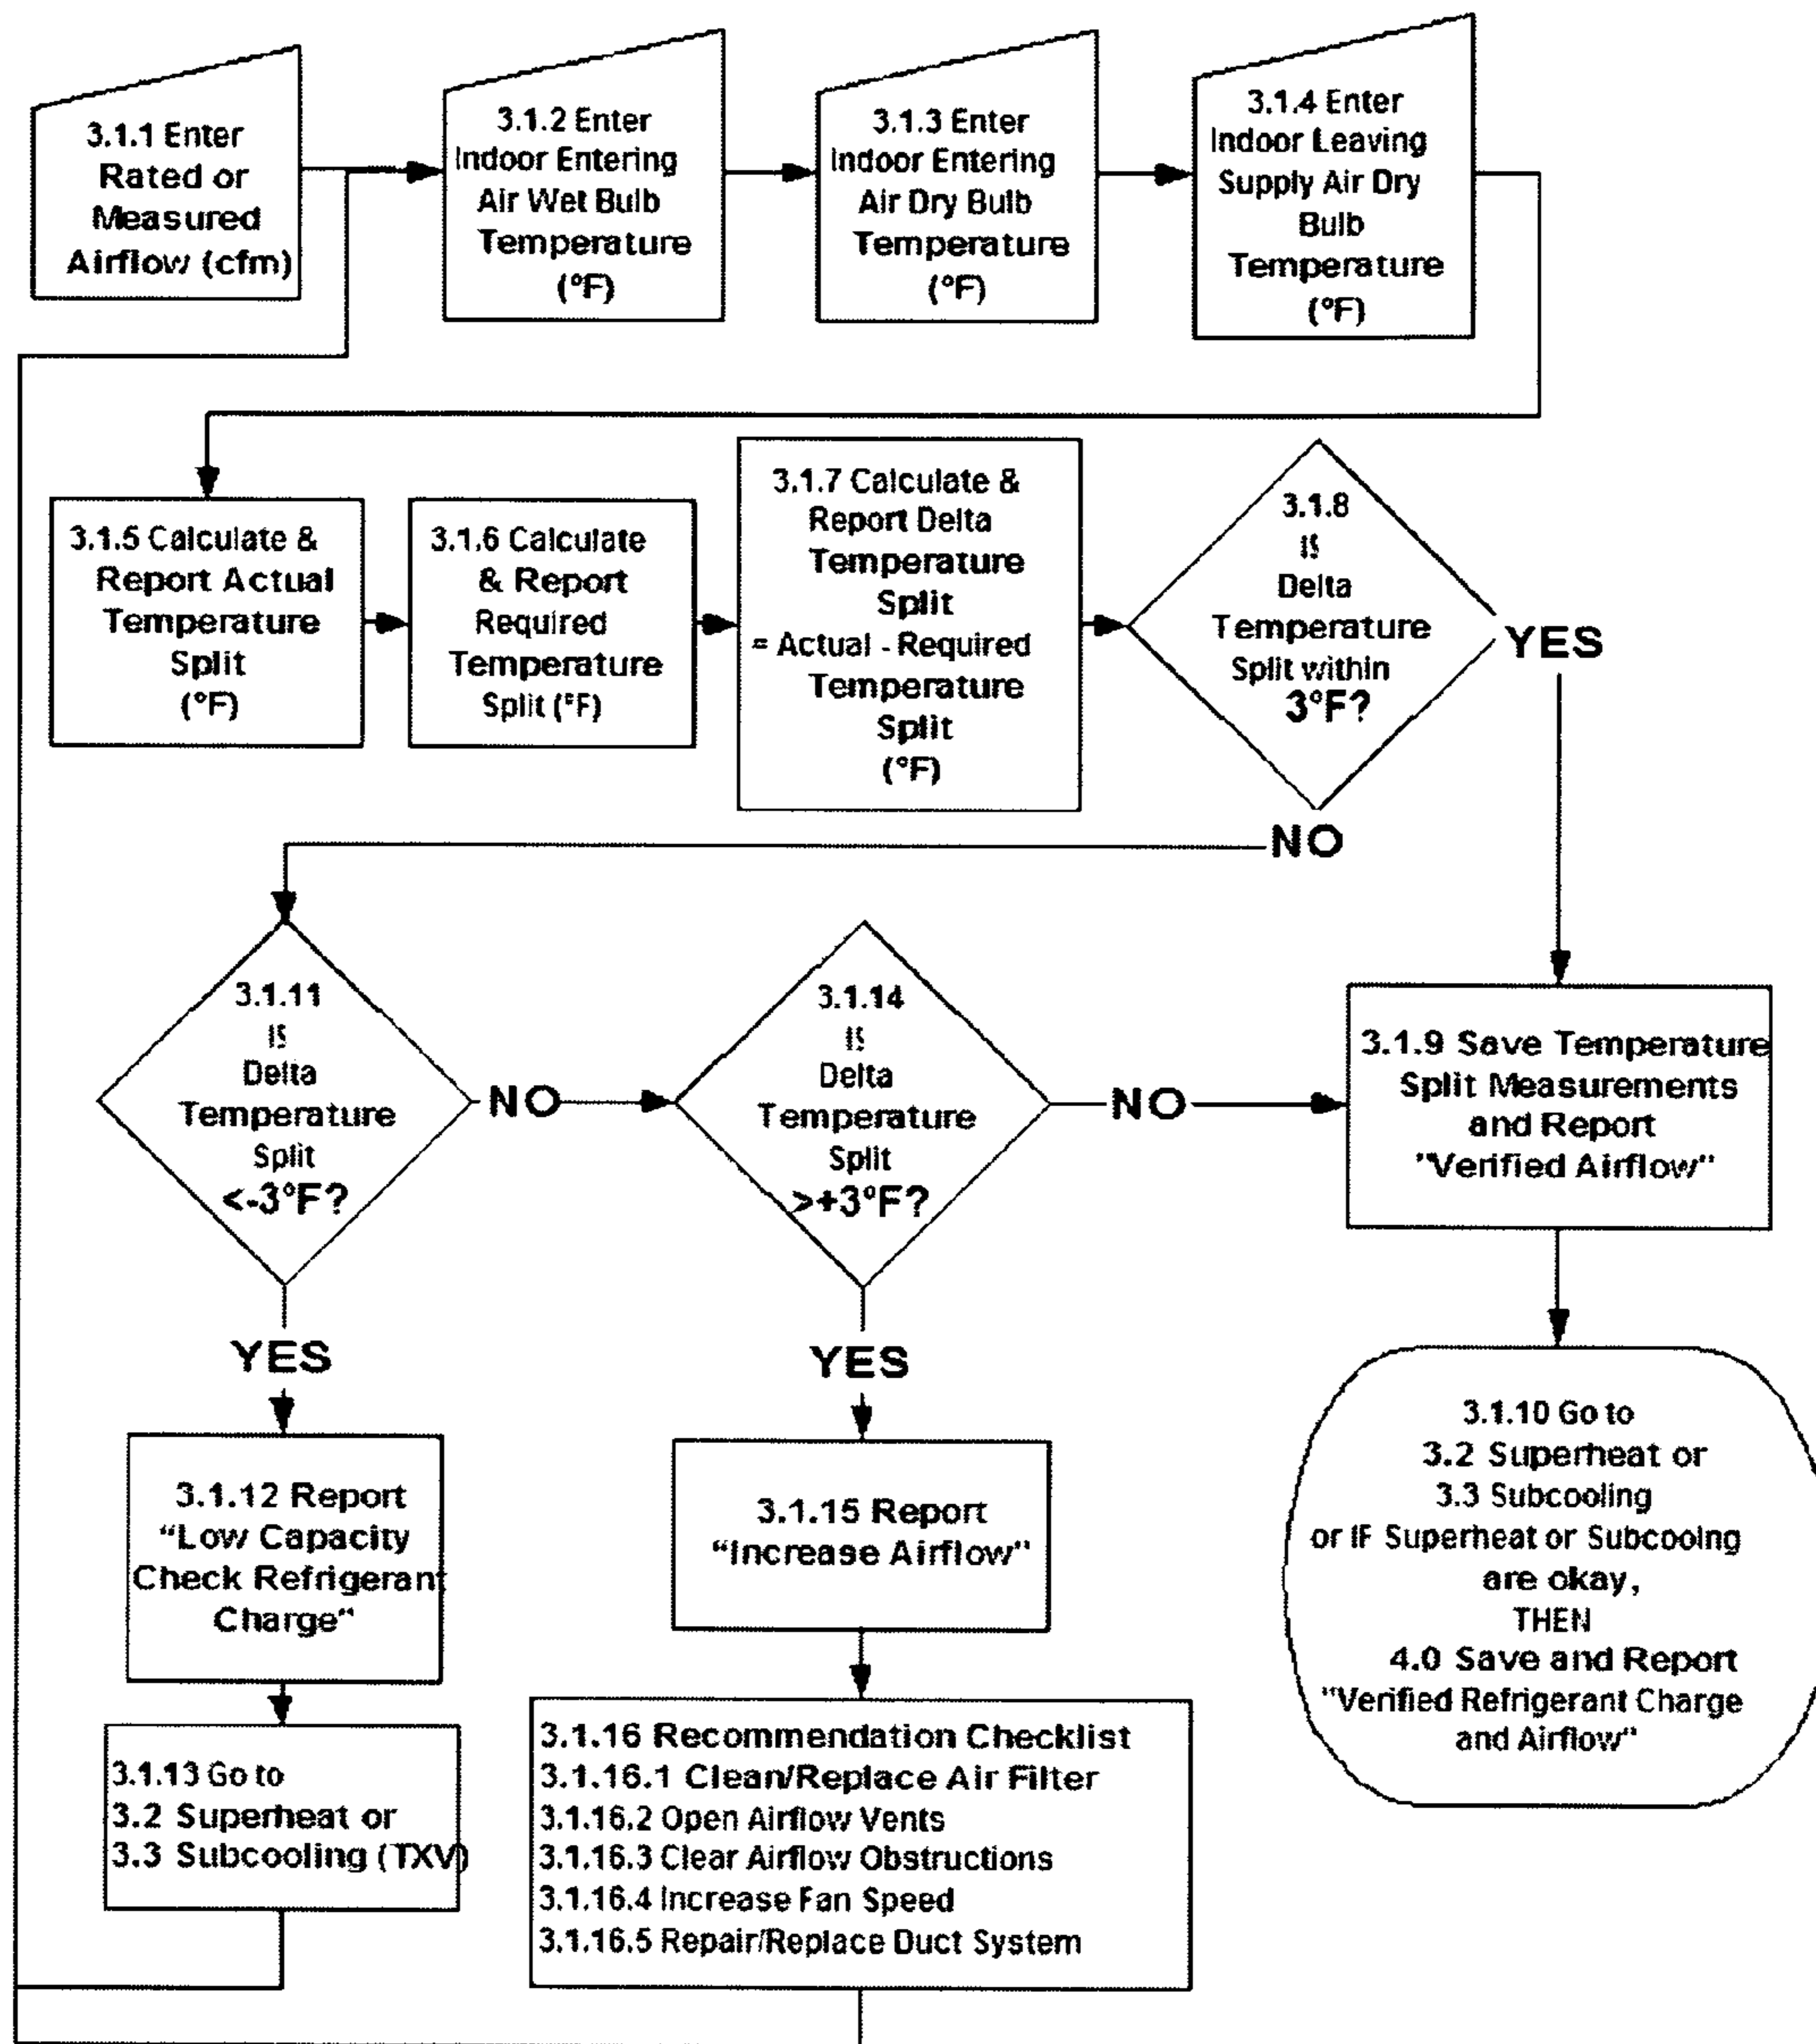 3.1.1 Enter
Rated or
Measured
Airflow (cfm)
3.1.2 Enter
Indoor Entering
Air Wet Bulb
Temperature
(°F)
3.1.3 Enter
Indoor Entering
Air Dry Bulb
Temperature
(°F)
3.1.4 Enter
Indoor Leaving
Supply Air Dry
Bulb
Temperature
(°F)
3.1.5 Calculate &
Report Actual
Temperature
Split
(°F)
3.1.6 Calculate
& Report
Required
Temperature
Split (°F)
3.1.7 Calculate &
Report Delta
Temperature
Split
= Actual - Required
Temperature
Split
(°F)
3.1.8
IS
Delta
Temperature
Split within
3°F?
YES
NO
3.1.11
IS
Delta
Temperature
Split
<-3°F?
NO
3.1.14
IS
Delta
Temperature
Split
>+3°F?
NO
3.1.9 Save Temperature
Split Measurements
and Report
"Verified Airflow"
YES
YES
3.1.12 Report
"Low Capacity
Check Refrigerant
Charge"
3.1.15 Report
"Increase Airflow"
3.1.10 Go to
3.2 Superheat or
3.3 Subcooling
or IF Superheat or Subcoolng
are okay,
THEN
4.0 Save and Report
"Verified Refrigerant Charge
and Airflow"
3.1.13 Go to
3.2 Superheat or
3.3 Subcooling (TXV)
3.1.16 Recommendation Checklist
3.1.16.1 Clean/Replace Air Filter
3.1.16.2 Open Airflow Vents
3.1.16.3 Clear Airflow Obstructions
3.1.16.4 Increase Fan Speed
3.1.16.5 Repair/Replace Duct System